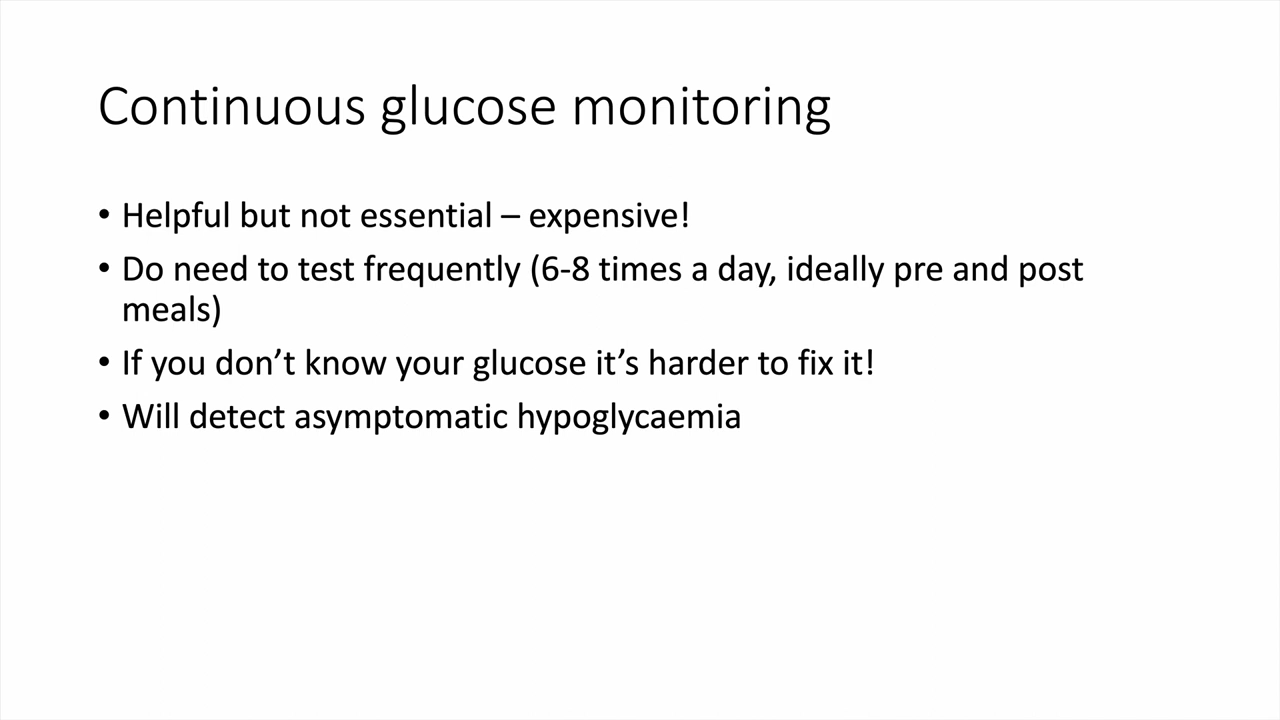 Continuous glucose monitoring
• Helpful but not essential – expensive!
• Do need to test frequently (6-8 times a day, ideally pre and post
meals)
• If you don’t know your glucose it’s harder to fix it!
• Will detect asymptomatic hypoglycaemia